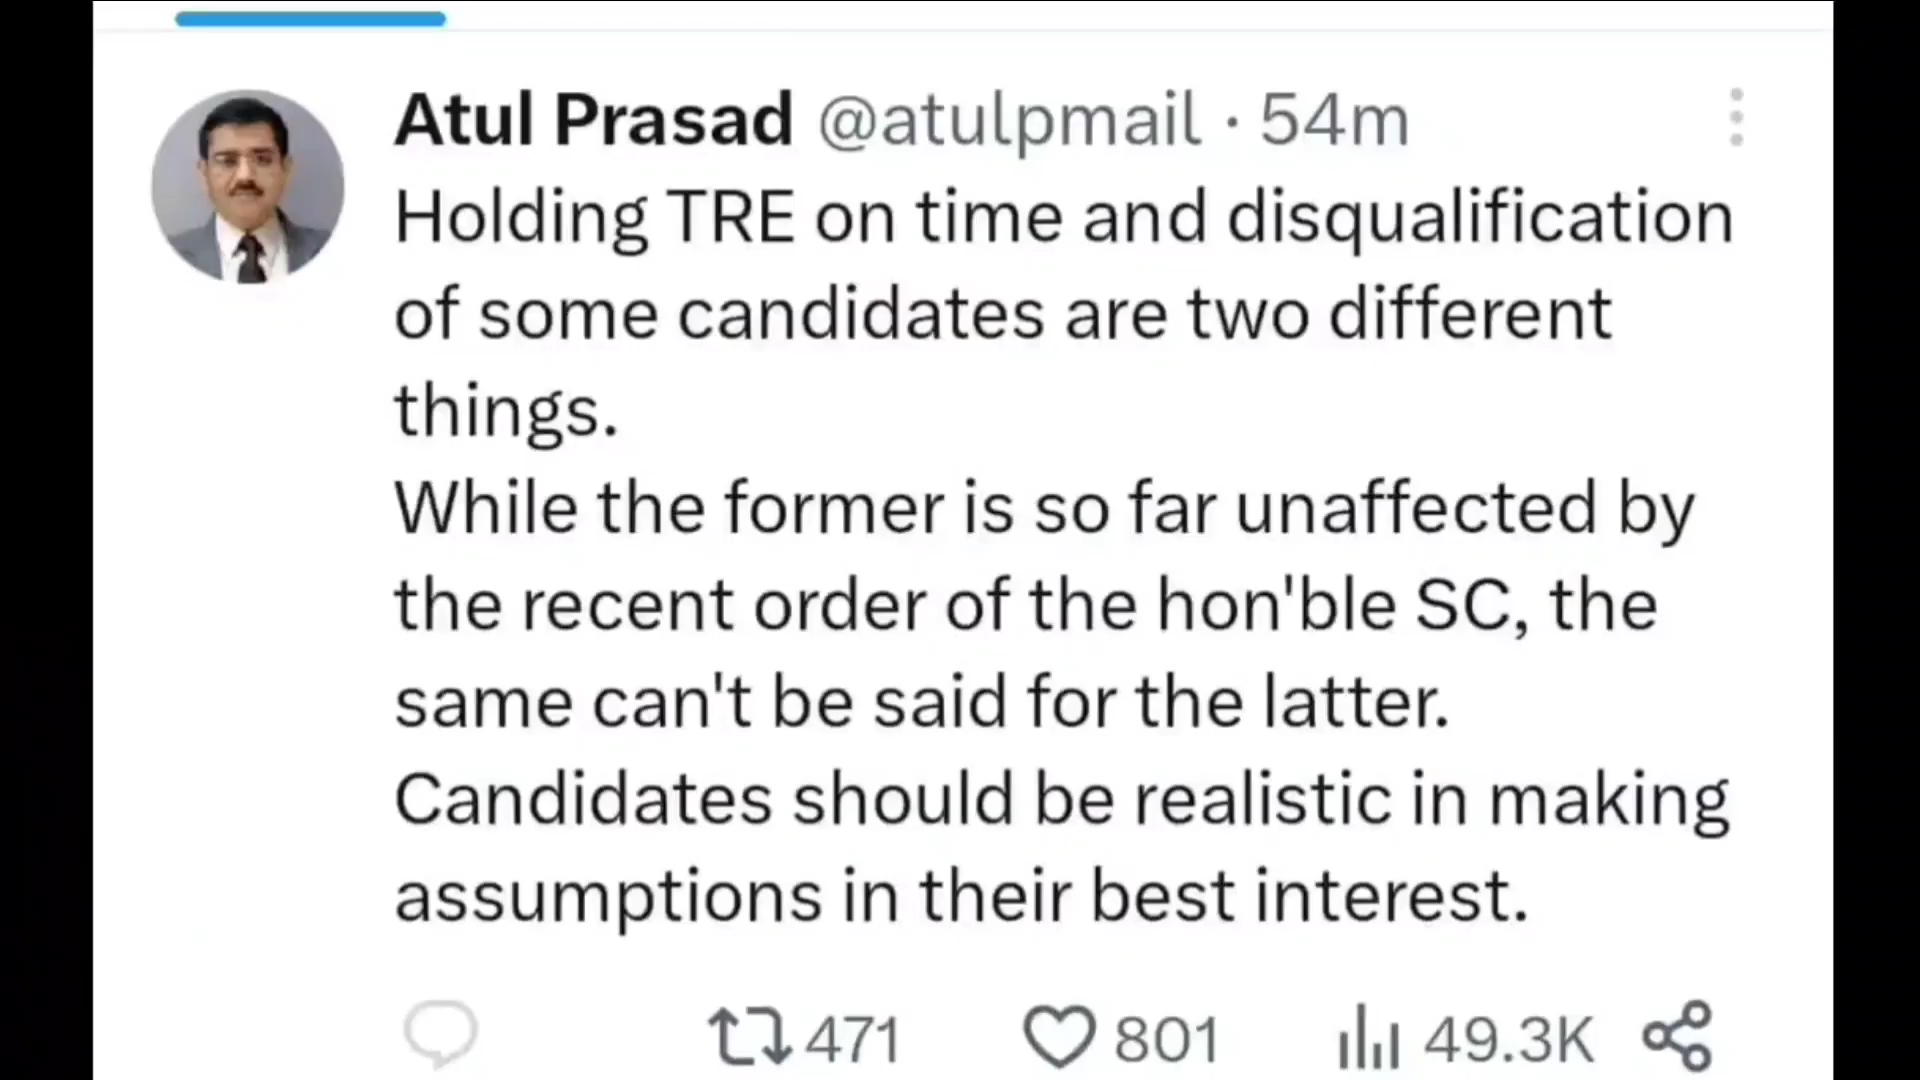 Atul Prasad @atulpmail · 54m
Holding TRE on time and disqualification
of some candidates are two different
things.
While the former is so far unaffected by
the recent order of the hon'ble SC, the
same can't be said for the latter.
Candidates should be realistic in making
assumptions in their best interest.
471 801 49.3K